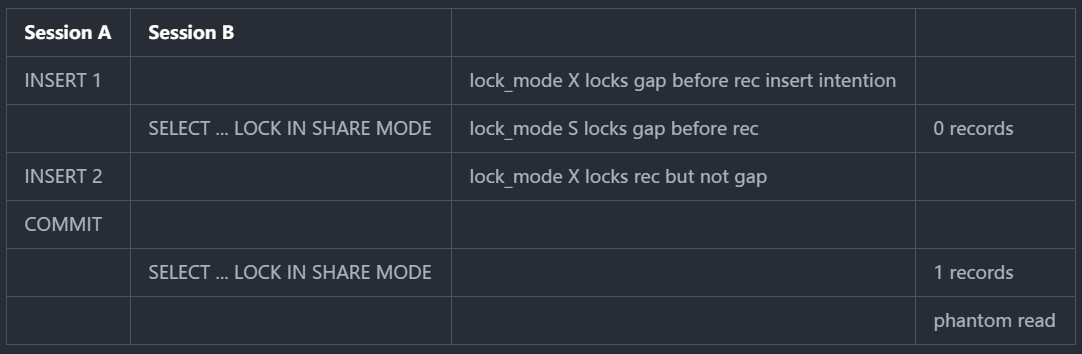 Session A Session B
INSERT 1 lock_mode X locks gap before rec insert intention
SELECT ... LOCK IN SHARE MODE lock_mode S locks gap before rec 0 records
INSERT 2 lock_mode X locks rec but not gap
COMMIT
SELECT ... LOCK IN SHARE MODE 1 records
phantom read